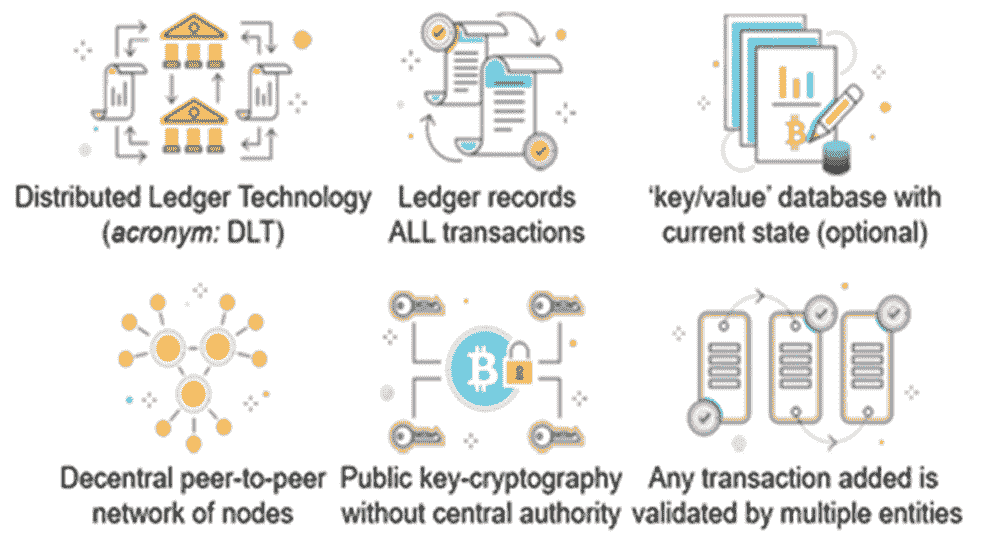 Distributed Ledger Technology
(acronym: DLT)
Ledger records
ALL transactions
‘key/value’ database with
current state (optional)
Decentral peer-to-peer
network of nodes
Public key-cryptography
without central authority
Any transaction added is
validated by multiple entities